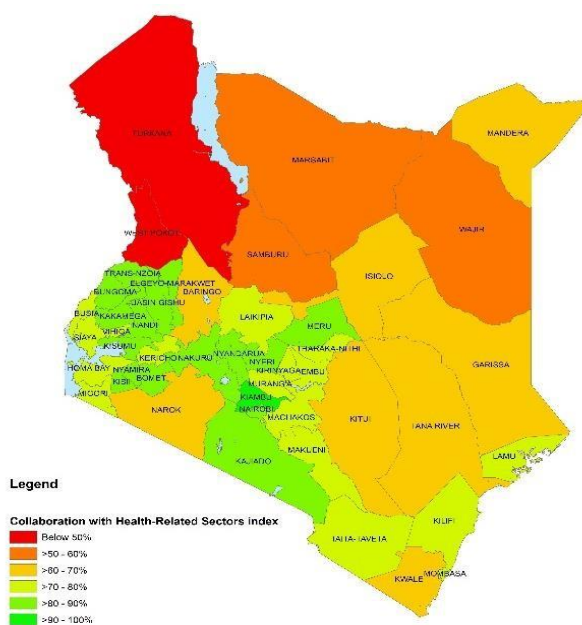 MANDERA
TURKANA
MARSABIT
WAJIR
WEST POKOT
SAMBURU
ISIOLO
TRANS-NZOIA
ELGEYO-MARAKWET
BUNGOMA
BARINGO
UASIN GISHU
BUSIA
KAKAMEGA
LAIKIPIA
MERU
NANDI
VIHIGA
SIAYA
KISUMU
THARAKA-NITHI
KERICHO
NAKURU
NYANDARUA
NYERI
GARISSA
HOMA BAY
NYAMIRA
KIRINYAGA
EMBU
KISII
BOMET
MURANG'A
MIGORI
KIAMBU
NAROK
NAIROBI
MACHAKOS
KITUI
TANA RIVER
MAKUENI
LAMU
KAJIADO
KILIFI
TAITA-TAVETA
MOMBASA
KWALE
Legend
Collaboration with Health-Related Sectors index
Below 50%
>50 - 60%
>60 - 70%
>70 - 80%
>80 - 90%
>90 - 100%